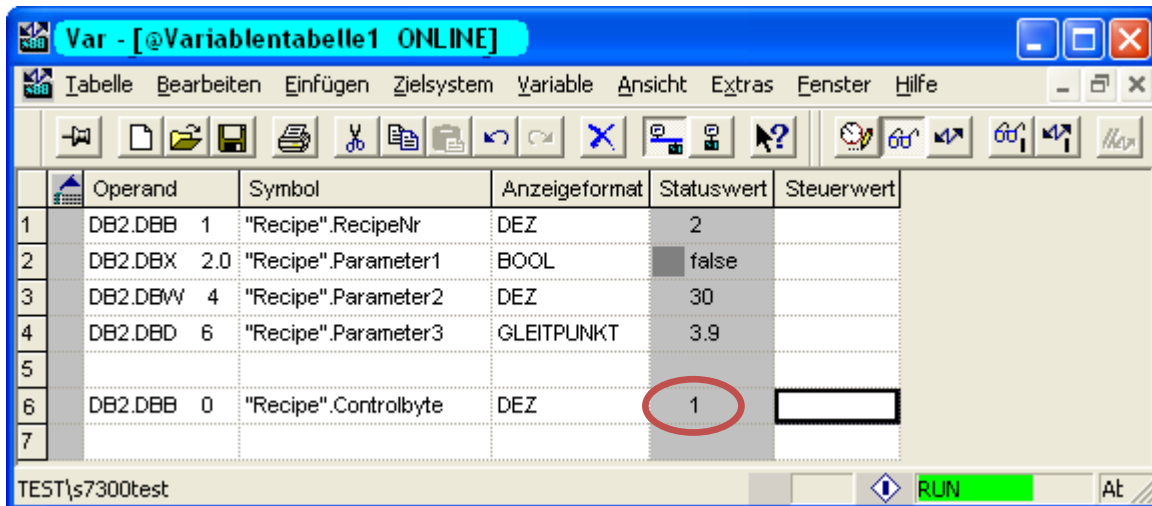 Var - [@Variablentabelle1 ONLINE]
Tabelle Bearbeiten Einfügen Zielsystem Variable Ansicht Extras Fenster Hilfe
Operand Symbol Anzeigeformat Statuswert Steuerwert
1 DB2.DBB 1 "Recipe".RecipeNr DEZ 2
2 DB2.DBX 2.0 "Recipe".Parameter1 BOOL false
3 DB2.DBW 4 "Recipe".Parameter2 DEZ 30
4 DB2.DBD 6 "Recipe".Parameter3 GLEITPUNKT 3.9
5
6 DB2.DBB 0 "Recipe".Controlbyte DEZ 1
7
TEST\s7300test RUN